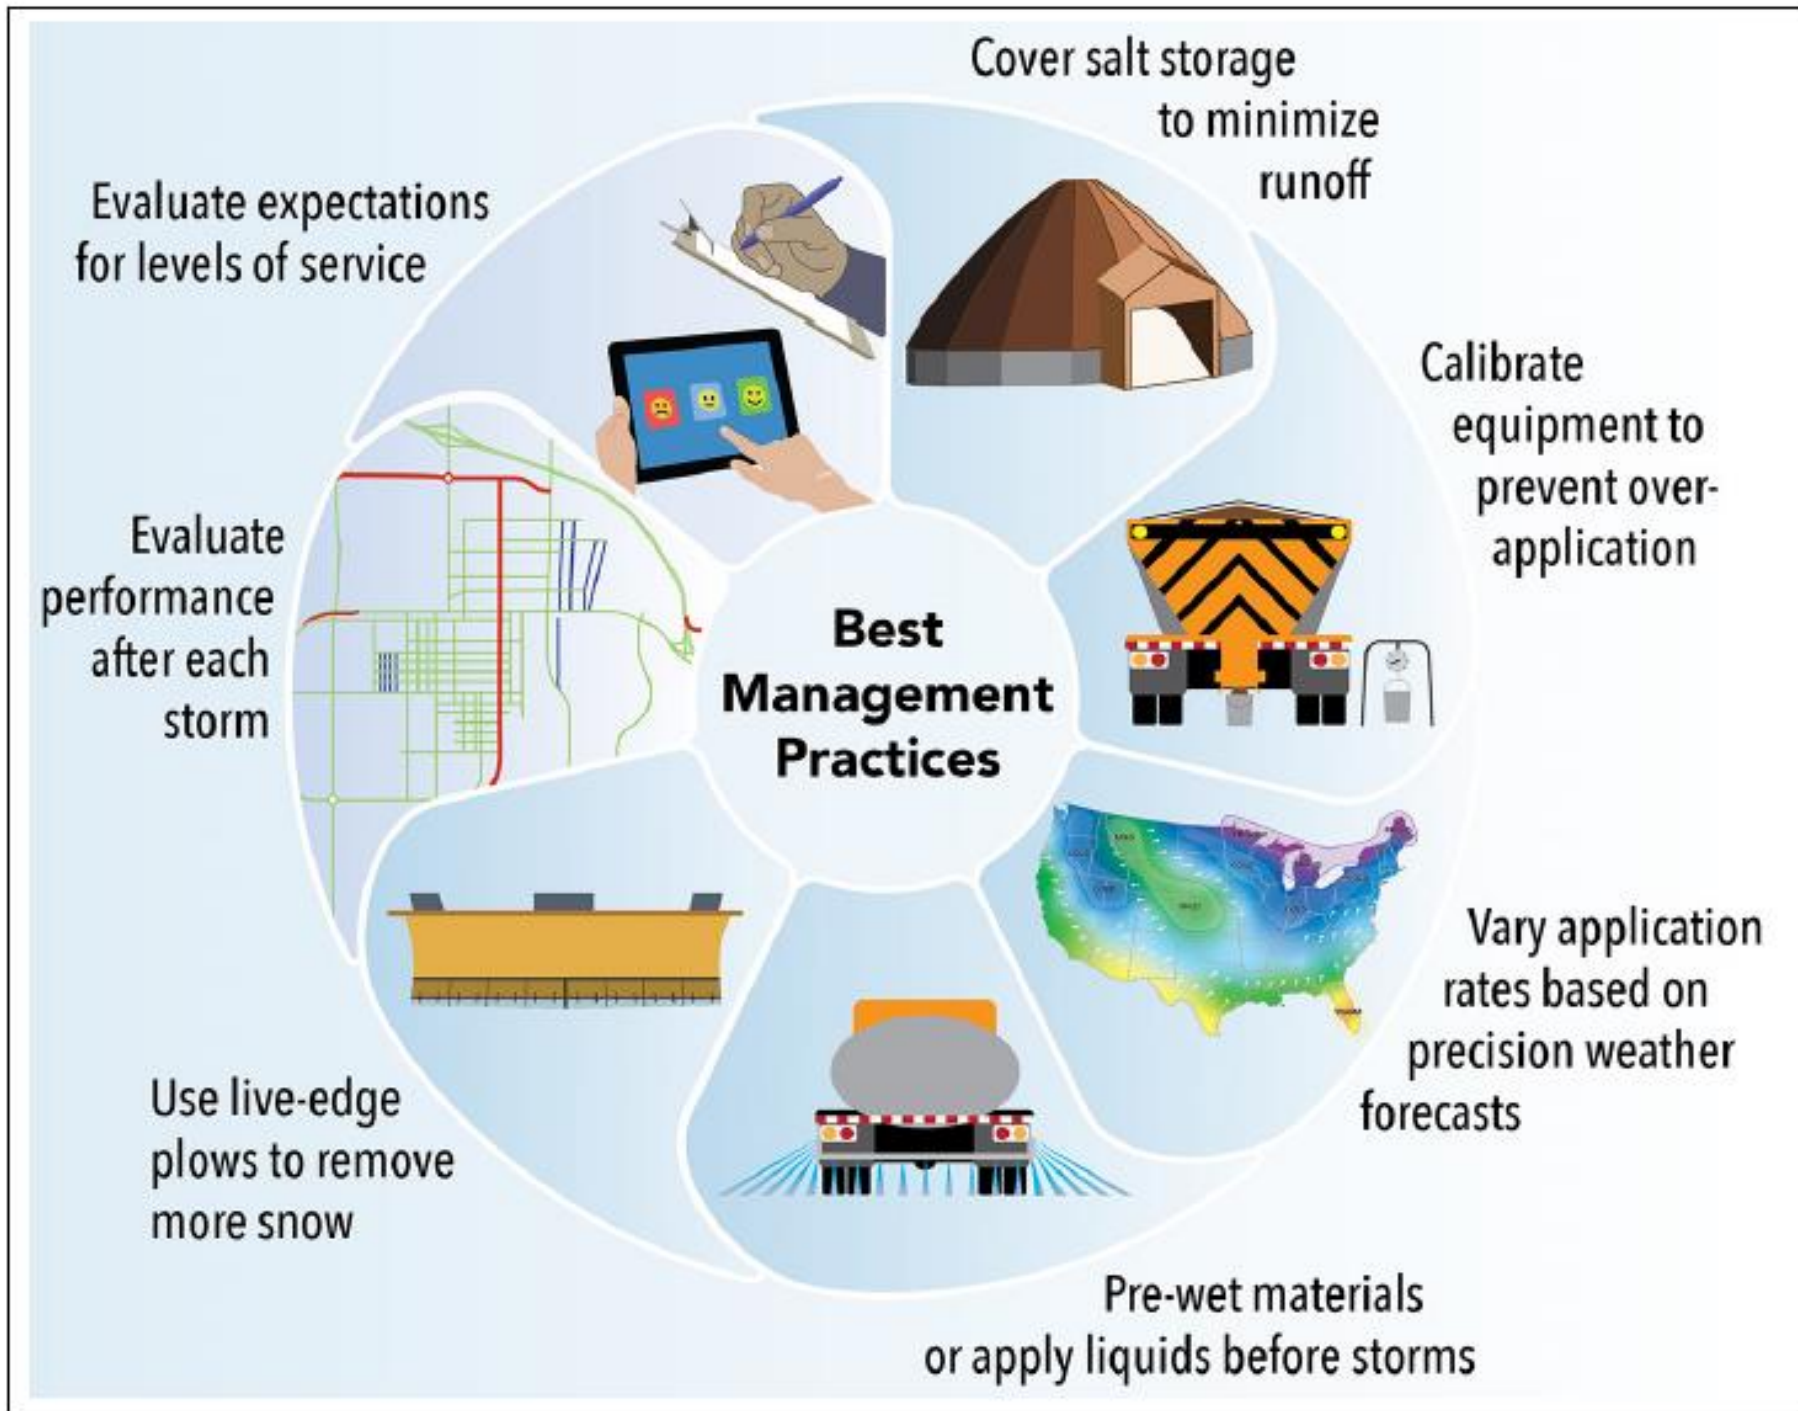 Cover salt storage
to minimize
runoff
Calibrate
equipment to
prevent over-
application
Vary application
rates based on
precision weather
forecasts
Pre-wet materials
or apply liquids before storms
Use live-edge
plows to remove
more snow
Evaluate
performance
after each
storm
Evaluate expectations
for levels of service
Best
Management
Practices